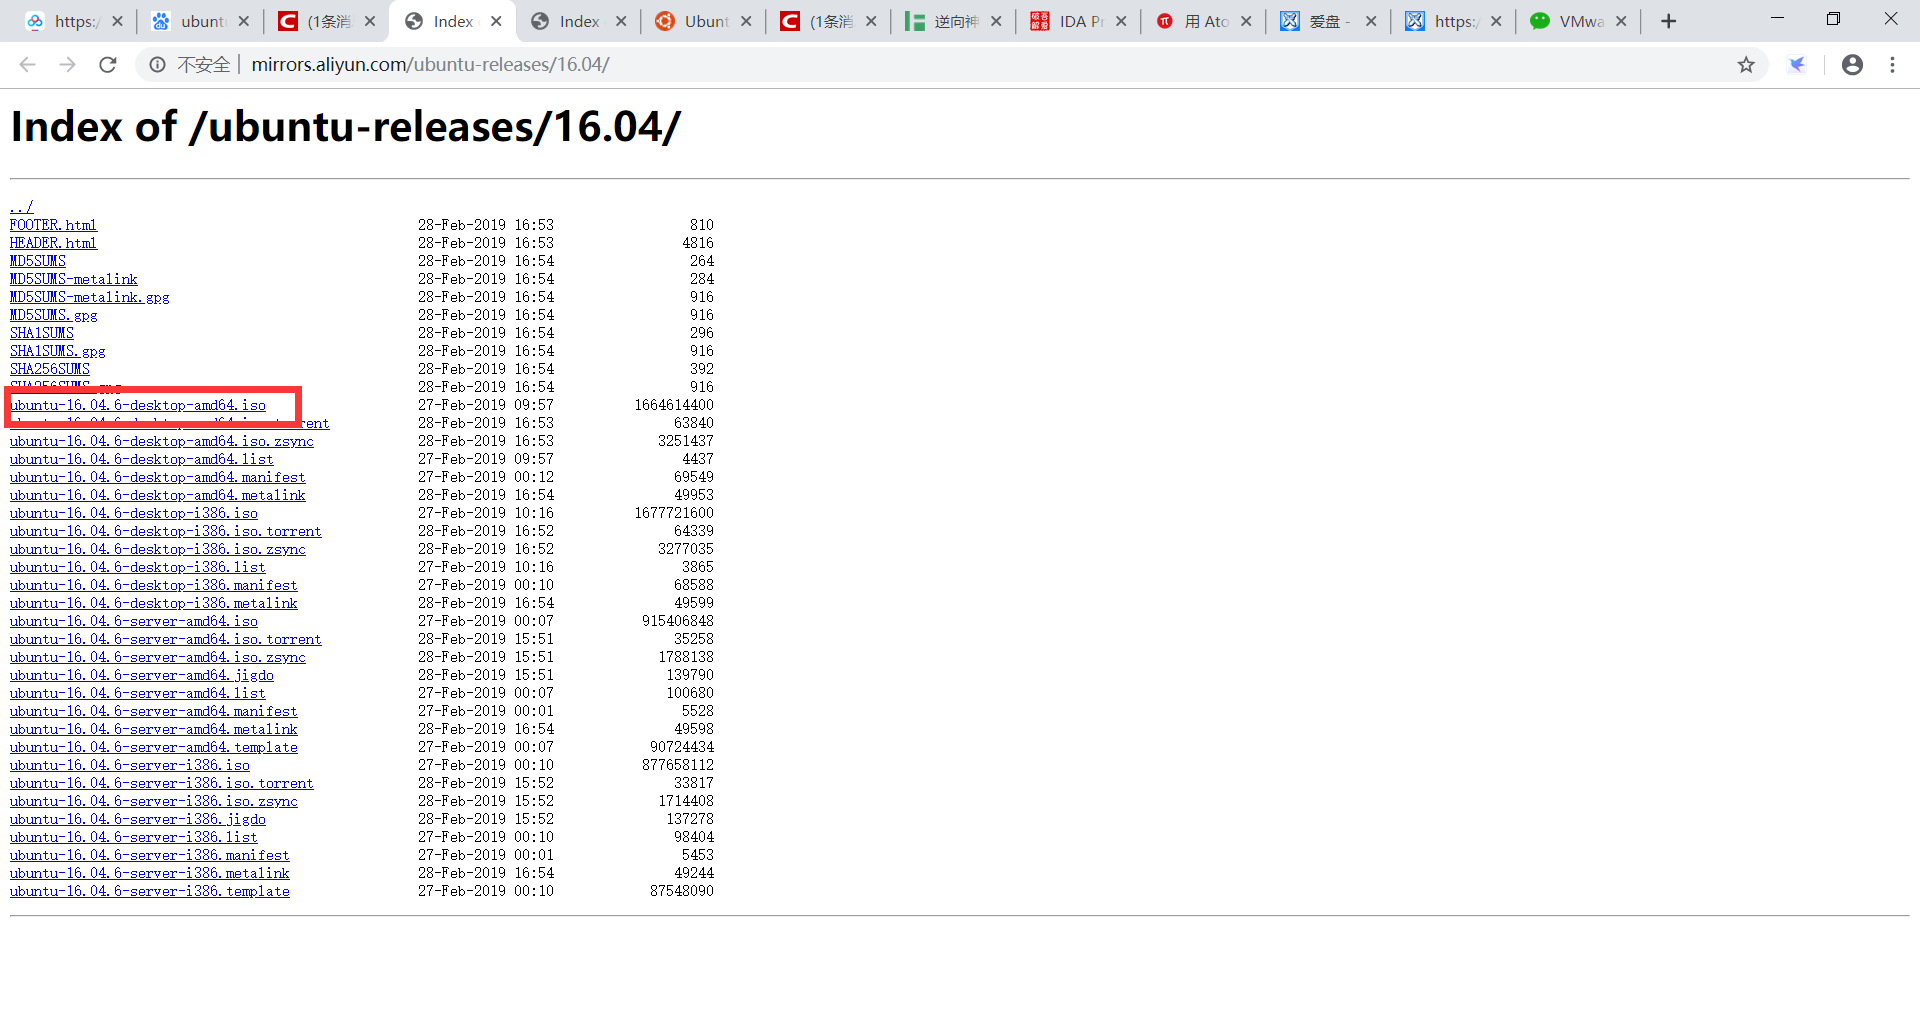 https:/ ubunt (1条消 Index Index Ubunt (1条消 逆向神 IDA P 用 Ato 爱盘 - https:/ VMwa
不安全 | mirrors.aliyun.com/ubuntu-releases/16.04/
Index of /ubuntu-releases/16.04/
../
FOOTER.html 28-Feb-2019 16:53 810
HEADER.html 28-Feb-2019 16:53 4816
MD5SUMS 28-Feb-2019 16:54 264
MD5SUMS-metalink 28-Feb-2019 16:54 284
MD5SUMS-metalink.gpg 28-Feb-2019 16:54 916
MD5SUMS.gpg 28-Feb-2019 16:54 916
SHA1SUMS 28-Feb-2019 16:54 296
SHA1SUMS.gpg 28-Feb-2019 16:54 916
SHA256SUMS 28-Feb-2019 16:54 392
SHA256SUMS.gpg 28-Feb-2019 16:54 916
ubuntu-16.04.6-desktop-amd64.iso 27-Feb-2019 09:57 1664614400
ubuntu-16.04.6-desktop-amd64.iso.torrent 28-Feb-2019 16:53 63840
ubuntu-16.04.6-desktop-amd64.iso.zsync 28-Feb-2019 16:53 3251437
ubuntu-16.04.6-desktop-amd64.list 27-Feb-2019 09:57 4437
ubuntu-16.04.6-desktop-amd64.manifest 27-Feb-2019 00:12 69549
ubuntu-16.04.6-desktop-amd64.metalink 28-Feb-2019 16:54 49953
ubuntu-16.04.6-desktop-i386.iso 27-Feb-2019 10:16 1677721600
ubuntu-16.04.6-desktop-i386.iso.torrent 28-Feb-2019 16:52 64339
ubuntu-16.04.6-desktop-i386.iso.zsync 28-Feb-2019 16:52 3277035
ubuntu-16.04.6-desktop-i386.list 27-Feb-2019 10:16 3865
ubuntu-16.04.6-desktop-i386.manifest 27-Feb-2019 00:10 68588
ubuntu-16.04.6-desktop-i386.metalink 28-Feb-2019 16:54 49599
ubuntu-16.04.6-server-amd64.iso 27-Feb-2019 00:07 915406848
ubuntu-16.04.6-server-amd64.iso.torrent 28-Feb-2019 15:51 35258
ubuntu-16.04.6-server-amd64.iso.zsync 28-Feb-2019 15:51 1788138
ubuntu-16.04.6-server-amd64.jigdo 28-Feb-2019 15:51 139790
ubuntu-16.04.6-server-amd64.list 27-Feb-2019 00:07 100680
ubuntu-16.04.6-server-amd64.manifest 27-Feb-2019 00:01 5528
ubuntu-16.04.6-server-amd64.metalink 28-Feb-2019 16:54 49598
ubuntu-16.04.6-server-amd64.template 27-Feb-2019 00:07 90724434
ubuntu-16.04.6-server-i386.iso 27-Feb-2019 00:10 877658112
ubuntu-16.04.6-server-i386.iso.torrent 28-Feb-2019 15:52 33817
ubuntu-16.04.6-server-i386.iso.zsync 28-Feb-2019 15:52 1714408
ubuntu-16.04.6-server-i386.jigdo 28-Feb-2019 15:52 137278
ubuntu-16.04.6-server-i386.list 27-Feb-2019 00:10 98404
ubuntu-16.04.6-server-i386.manifest 27-Feb-2019 00:01 5453
ubuntu-16.04.6-server-i386.metalink 28-Feb-2019 16:54 49244
ubuntu-16.04.6-server-i386.template 27-Feb-2019 00:10 87548090